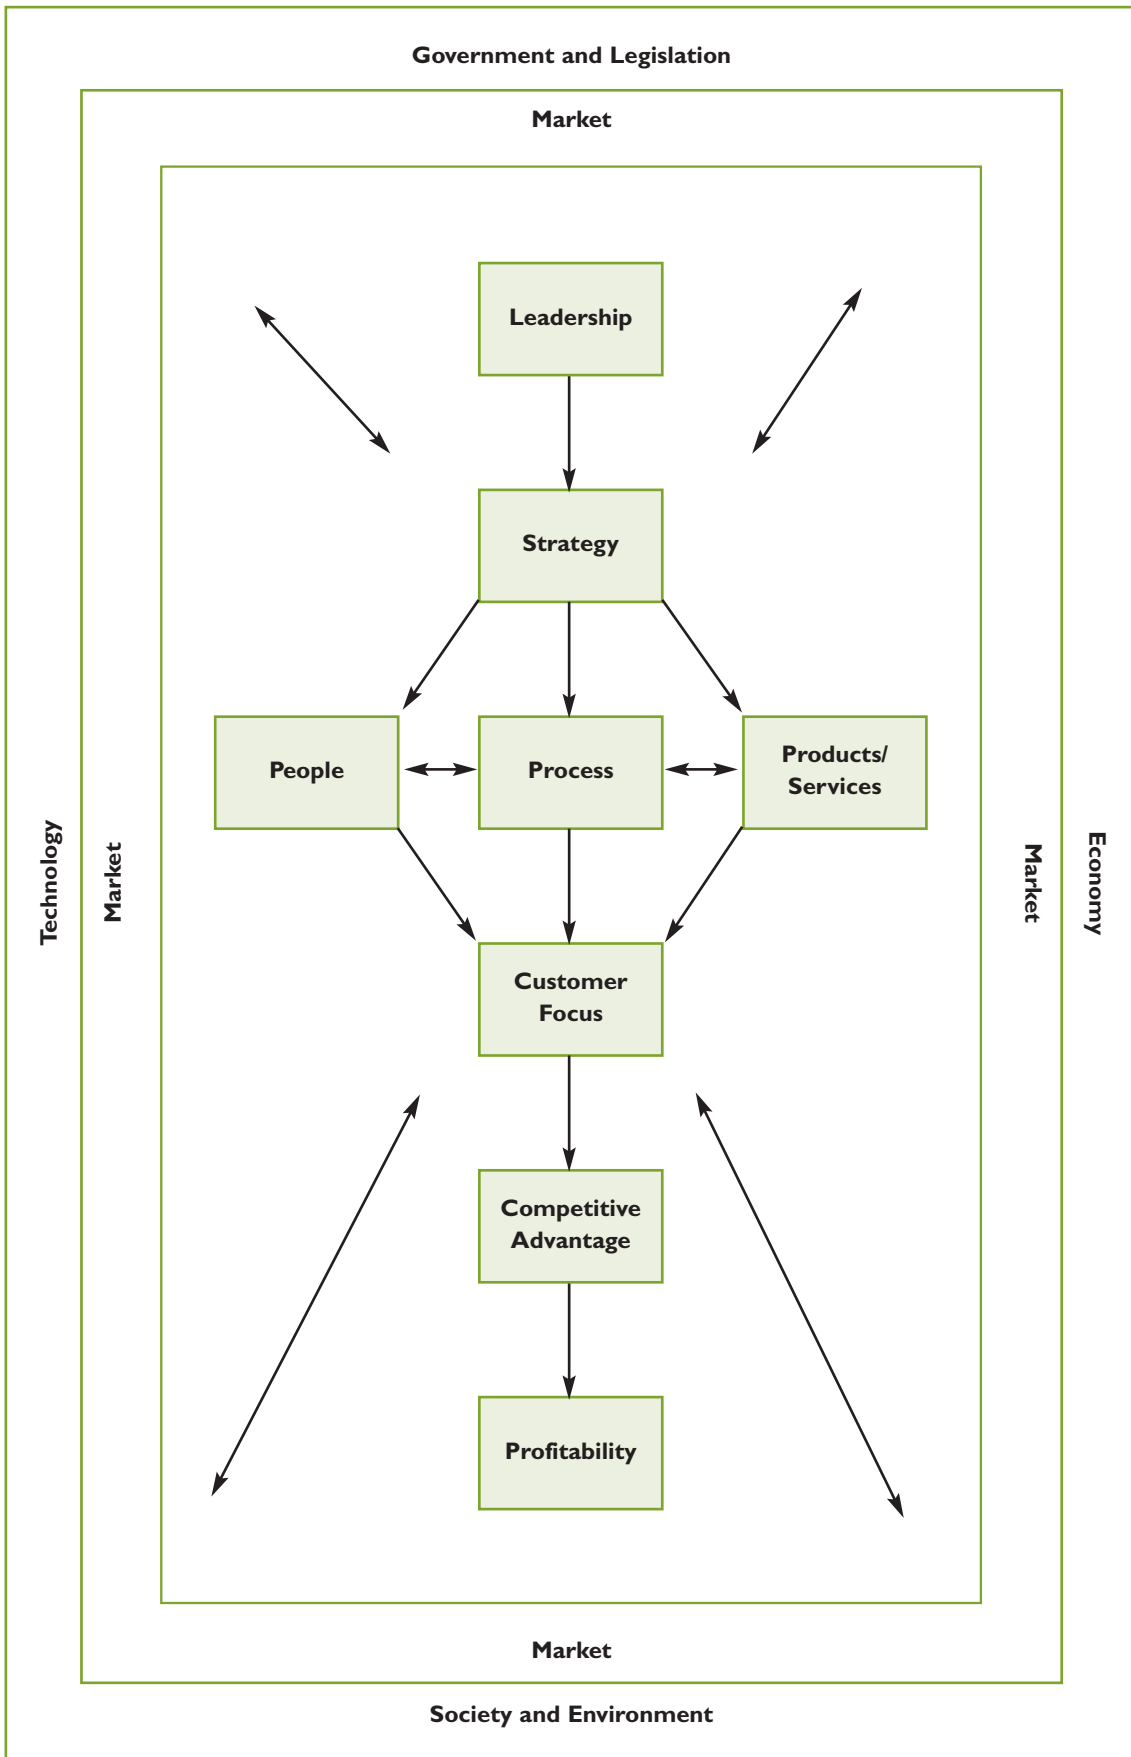 Government and Legislation
Market
Leadership
Strategy
People
Process
Products/
Services
Technology
Market
Market
Economy
Customer
Focus
Competitive
Advantage
Profitability
Market
Society and Environment